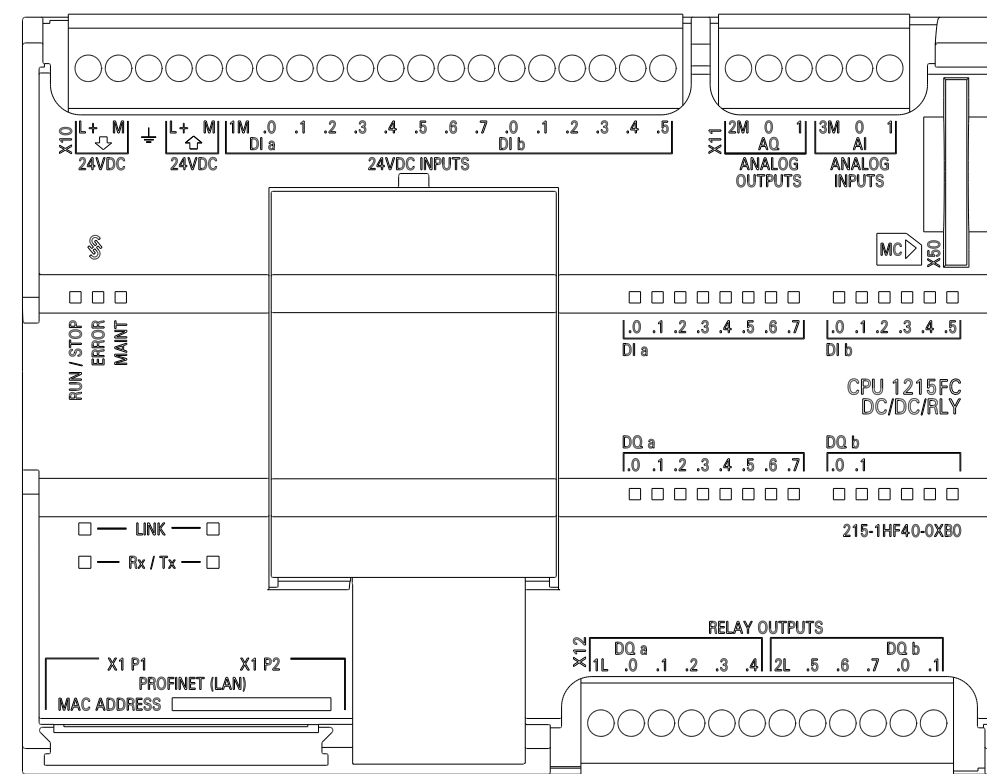 X10 L+ M L+ M 1M .0 .1 .2 .3 .4 .5 .6 .7 .0 .1 .2 .3 .4 .5 X11 2M 0 1 3M 0 1
DI a DI b AQ AI
24VDC 24VDC 24VDC INPUTS ANALOG OUTPUTS ANALOG INPUTS
MC X50
RUN / STOP
ERROR
MAINT
.0 .1 .2 .3 .4 .5 .6 .7 .0 .1 .2 .3 .4 .5
DI a DI b
CPU 1215FC
DC/DC/RLY
DQ a DQ b
.0 .1 .2 .3 .4 .5 .6 .7 .0 .1
LINK
215-1HF40-0XB0
Rx / Tx
RELAY OUTPUTS
X12 DQ a DQ b
1L .0 .1 .2 .3 .4 2L .5 .6 .7 .0 .1
X1 P1 X1 P2
PROFINET (LAN)
MAC ADDRESS